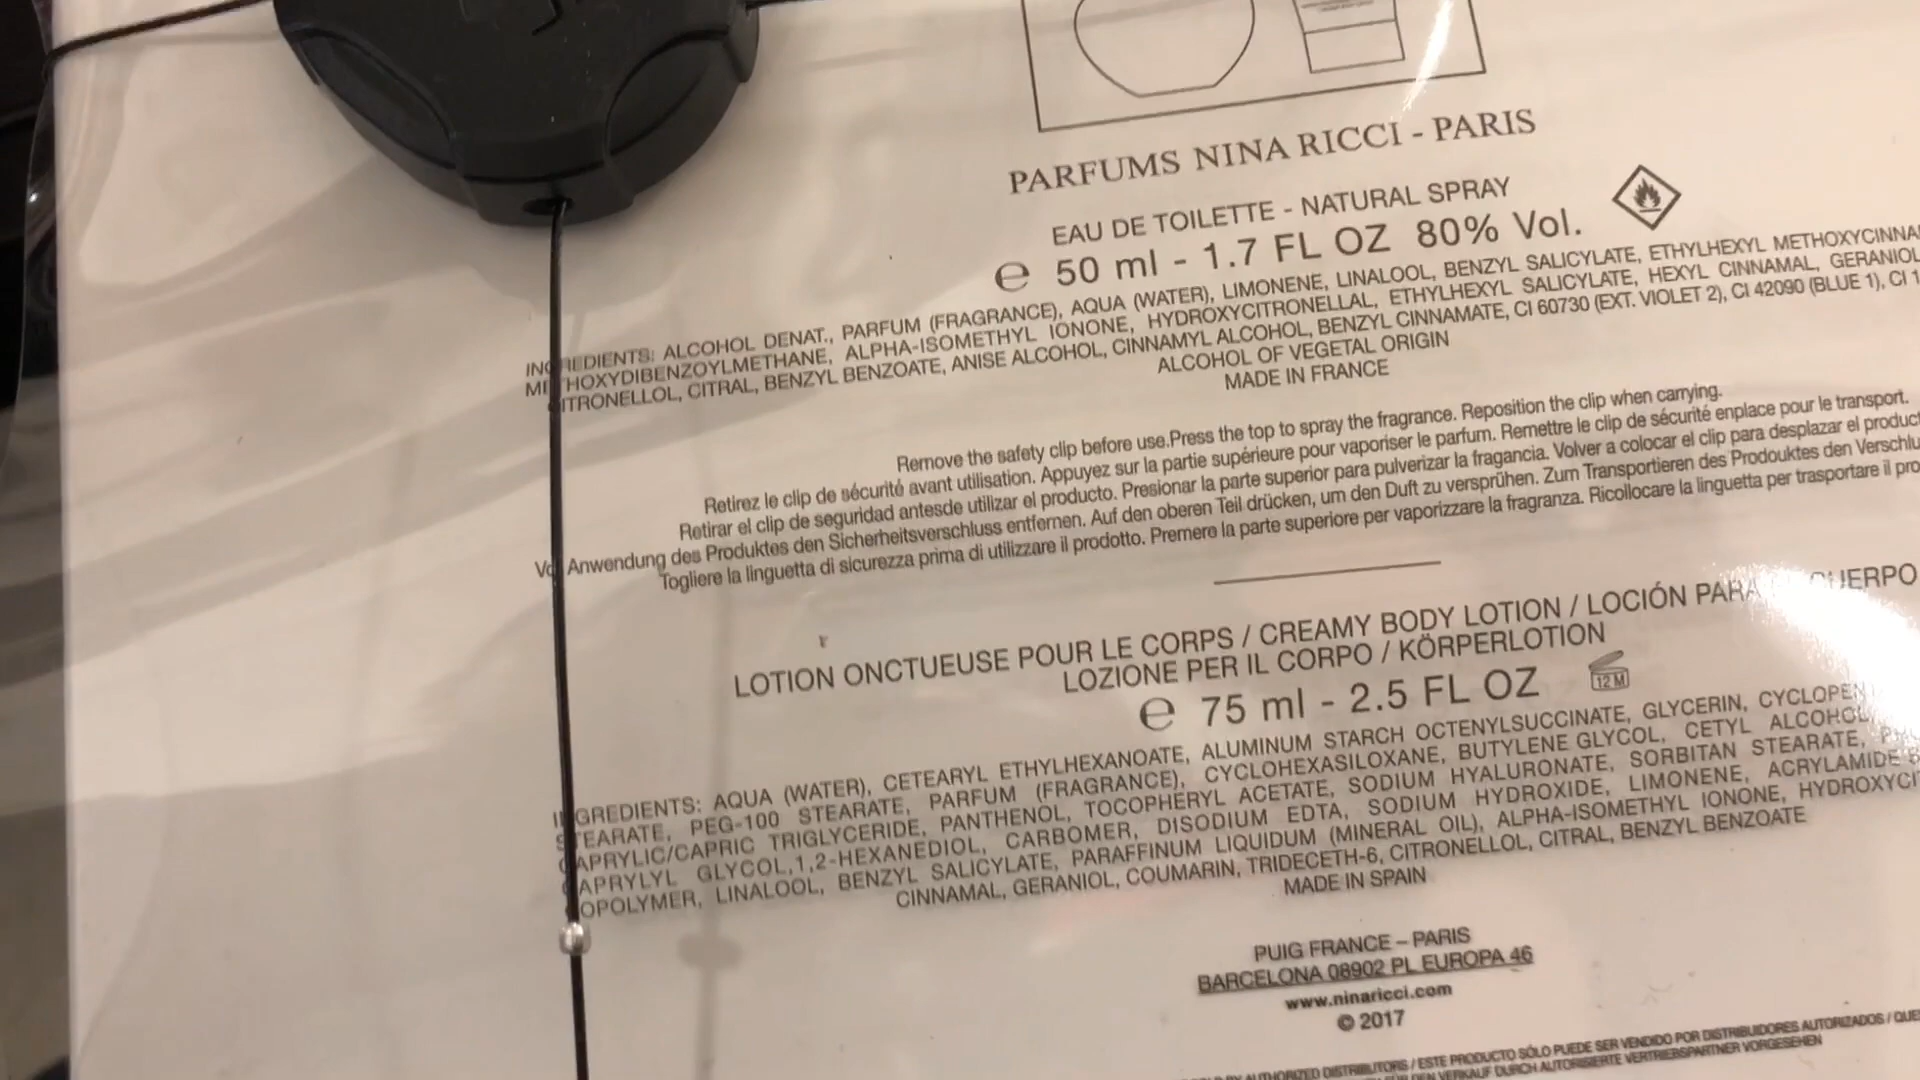 PARFUMS NINA RICCI - PARIS
EAU DE TOILETTE - NATURAL SPRAY
℮ 50 ml - 1.7 FL OZ 80% Vol.
INGREDIENTS: ALCOHOL DENAT., PARFUM (FRAGRANCE), AQUA (WATER), LIMONENE, LINALOOL, BENZYL SALICYLATE, ETHYLHEXYL
METHOXYDIBENZOYLMETHANE, ALPHA-ISOMETHYL IONONE, HYDROXYCITRONELLAL, ETHYLHEXYL SALICYLATE, HEXYL CINNAMAL, GERANIOL
CITRONELLOL, CITRAL, BENZYL BENZOATE, ANISE ALCOHOL, CINNAMYL ALCOHOL, BENZYL CINNAMATE, CI 60730 (EXT. VIOLET 2), CI 42090 (BLUE 1), CI
ALCOHOL OF VEGETAL ORIGIN
MADE IN FRANCE
Remove the safety clip before use.Press the top to spray the fragrance. Reposition the clip when carrying.
Retirez le clip de sécurité avant utilisation. Appuyez sur la partie supérieure pour vaporiser le parfum. Remettre le clip de sécurité enplace pour le transport.
Retirar el clip de seguridad antesde utilizar el producto. Presionar la parte superior para pulverizar la fragancia. Volver a colocar el clip para desplazar el
Anwendung des Produktes den Sicherheitsverschluss entfernen. Auf den oberen Teil drücken, um den Duft zu versprühen. Zum Transportieren des Prodouktes den
Togliere la linguetta di sicurezza prima di utilizzare il prodotto. Premere la parte superiore per vaporizzare la fragranza. Ricollocare la linguetta per trasportare il
LOTION ONCTUEUSE POUR LE CORPS / CREAMY BODY LOTION / LOCIÓN PARA
LOZIONE PER IL CORPO / KÖRPERLOTION
℮ 75 ml - 2.5 FL OZ 12 M
INGREDIENTS: AQUA (WATER), CETEARYL ETHYLHEXANOATE, ALUMINUM STARCH OCTENYLSUCCINATE, GLYCERIN,
STEARATE, PEG-100 STEARATE, PARFUM (FRAGRANCE), CYCLOHEXASILOXANE, BUTYLENE GLYCOL, CETYL ALCOHOL,
CAPRYLIC/CAPRIC TRIGLYCERIDE, PANTHENOL, TOCOPHERYL ACETATE, SODIUM HYALURONATE, SORBITAN STEARATE,
CAPRYLYL GLYCOL,1,2-HEXANEDIOL, CARBOMER, DISODIUM EDTA, SODIUM HYDROXIDE, LIMONENE, ACRYLAMIDE
COPOLYMER, LINALOOL, BENZYL SALICYLATE, PARAFFINUM LIQUIDUM (MINERAL OIL), ALPHA-ISOMETHYL IONONE,
CINNAMAL, GERANIOL, COUMARIN, TRIDECETH-6, CITRONELLOL, CITRAL, BENZYL BENZOATE
MADE IN SPAIN
PUIG FRANCE – PARIS
BARCELONA 08902 PL EUROPA 46
www.ninaricci.com
© 2017
AUTHORIZED DISTRIBUTORS / ESTE PRODUCTO SÓLO PUEDE SER VENDIDO POR DISTRIBUIDORES AUTORIZADOS /
DEN VERKAUF DURCH AUTORISIERTE VERTRIEBSPARTNER VORGESEHEN